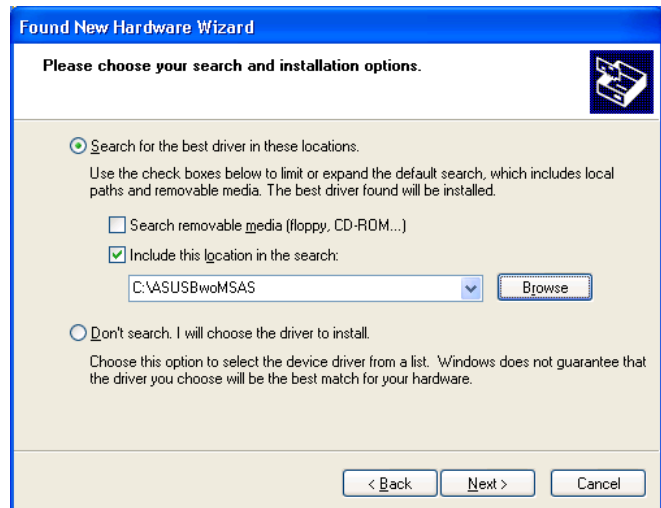 Found New Hardware Wizard
Please choose your search and installation options.
Search for the best driver in these locations.
Use the check boxes below to limit or expand the default search, which includes local
paths and removable media. The best driver found will be installed.
Search removable media (floppy, CD-ROM...)
Include this location in the search:
C:\ASUSBwoMSAS
Browse
Don't search. I will choose the driver to install.
Choose this option to select the device driver from a list. Windows does not guarantee that
the driver you choose will be the best match for your hardware.
< Back
Next >
Cancel